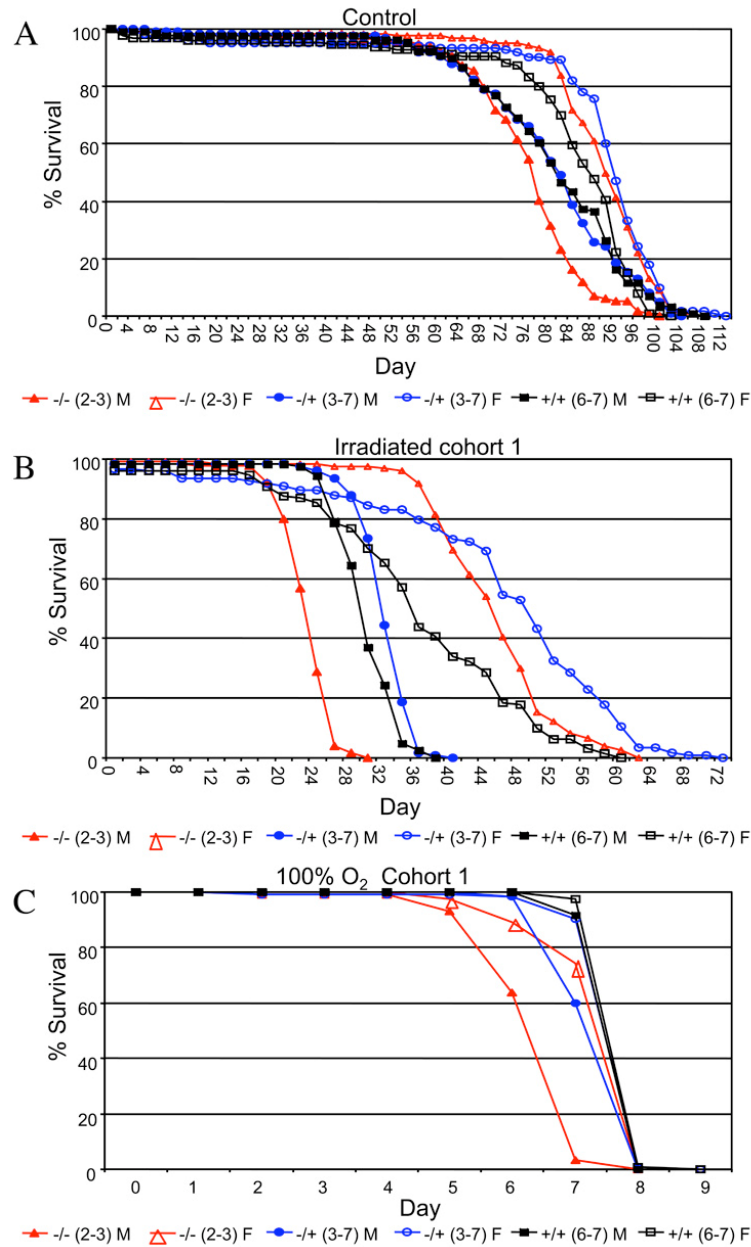 A
Control
100
80
60
40
20
0
% Survival
0 4 8 12 16 20 24 28 32 36 40 44 48 52 56 60 64 68 72 76 80 84 88 92 96 100 104 108 112
Day
-/- (2-3) M -/- (2-3) F -/+ (3-7) M -/+ (3-7) F +/+ (6-7) M +/+ (6-7) F
B
Irradiated cohort 1
100
80
60
40
20
0
% Survival
0 4 8 12 16 20 24 28 32 36 40 44 48 52 56 60 64 68 72
Day
-/- (2-3) M -/- (2-3) F -/+ (3-7) M -/+ (3-7) F +/+ (6-7) M +/+ (6-7) F
C
100% O₂ Cohort 1
100
80
60
40
20
0
% Survival
0 1 2 3 4 5 6 7 8 9
Day
-/- (2-3) M -/- (2-3) F -/+ (3-7) M -/+ (3-7) F +/+ (6-7) M +/+ (6-7) F